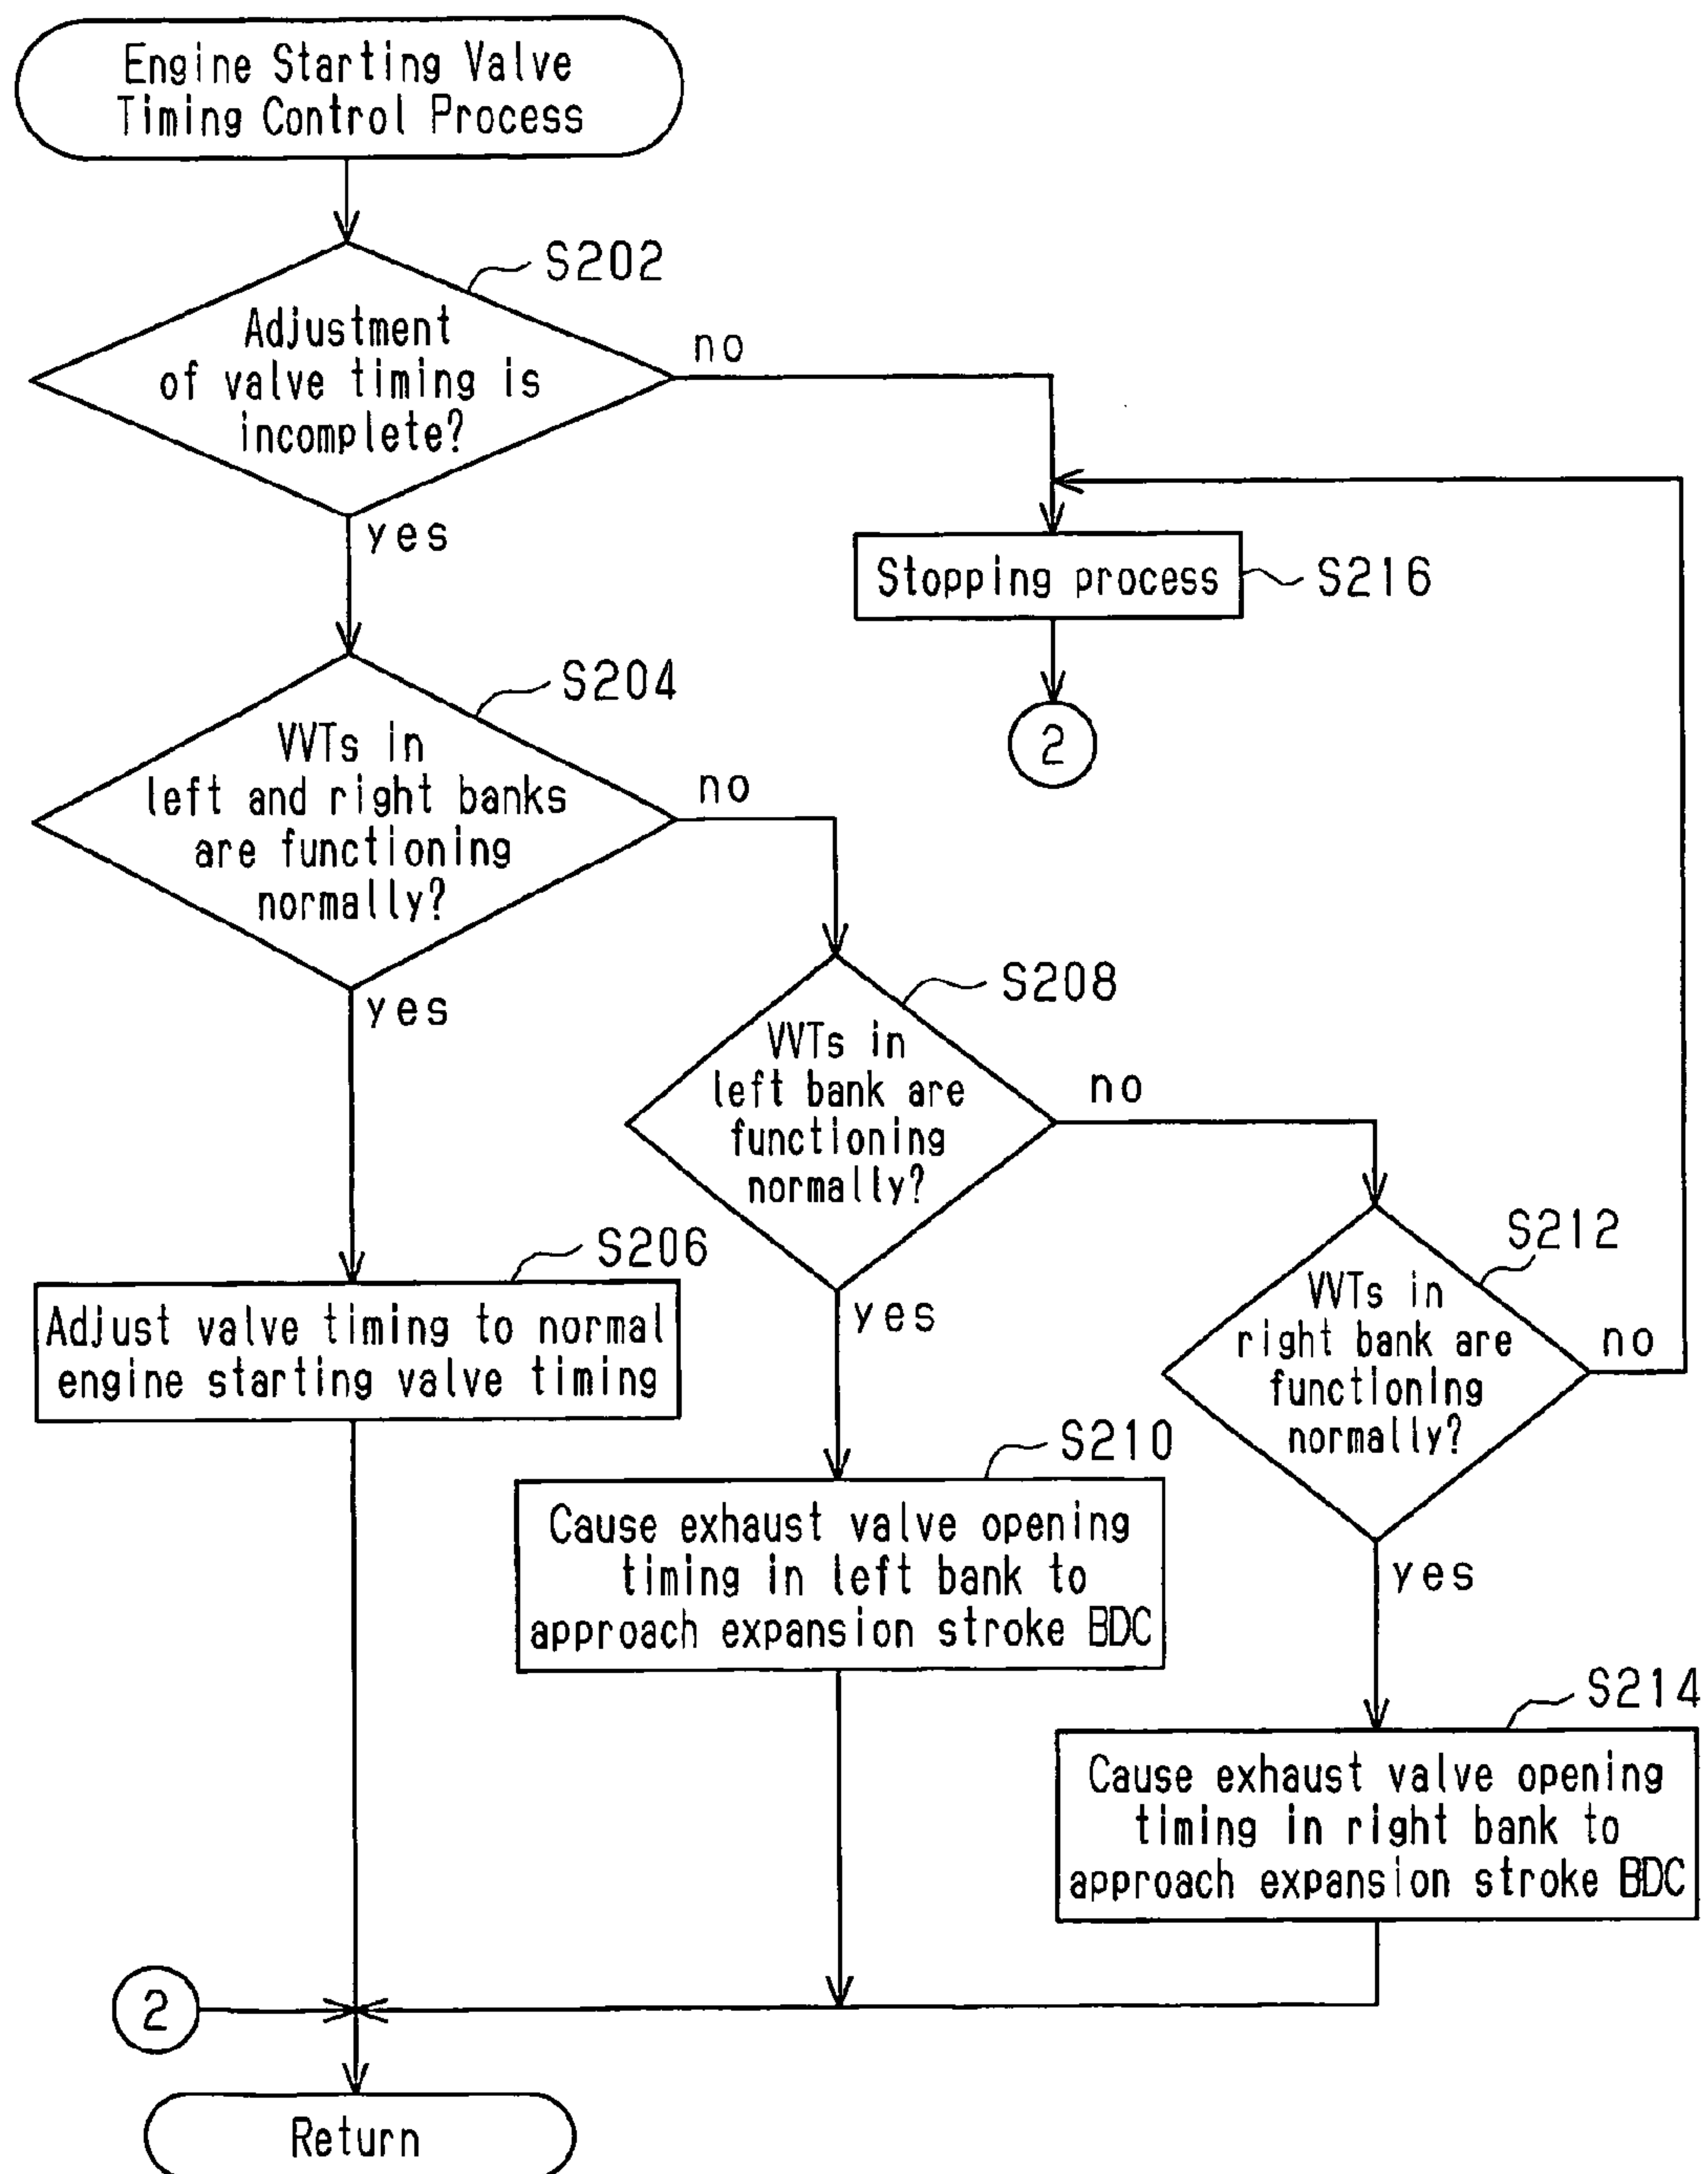 Engine Starting Valve
Timing Control Process
S202
Adjustment
of valve timing is
incomplete?
no
yes
Stopping process
S216
2
S204
VVTs in
left and right banks
are functioning
normally?
no
yes
S208
VVTs in
left bank are
functioning
normally?
no
yes
S212
VVTs in
right bank are
functioning
normally?
no
yes
S206
Adjust valve timing to normal
engine starting valve timing
S210
Cause exhaust valve opening
timing in left bank to
approach expansion stroke BDC
S214
Cause exhaust valve opening
timing in right bank to
approach expansion stroke BDC
2
Return